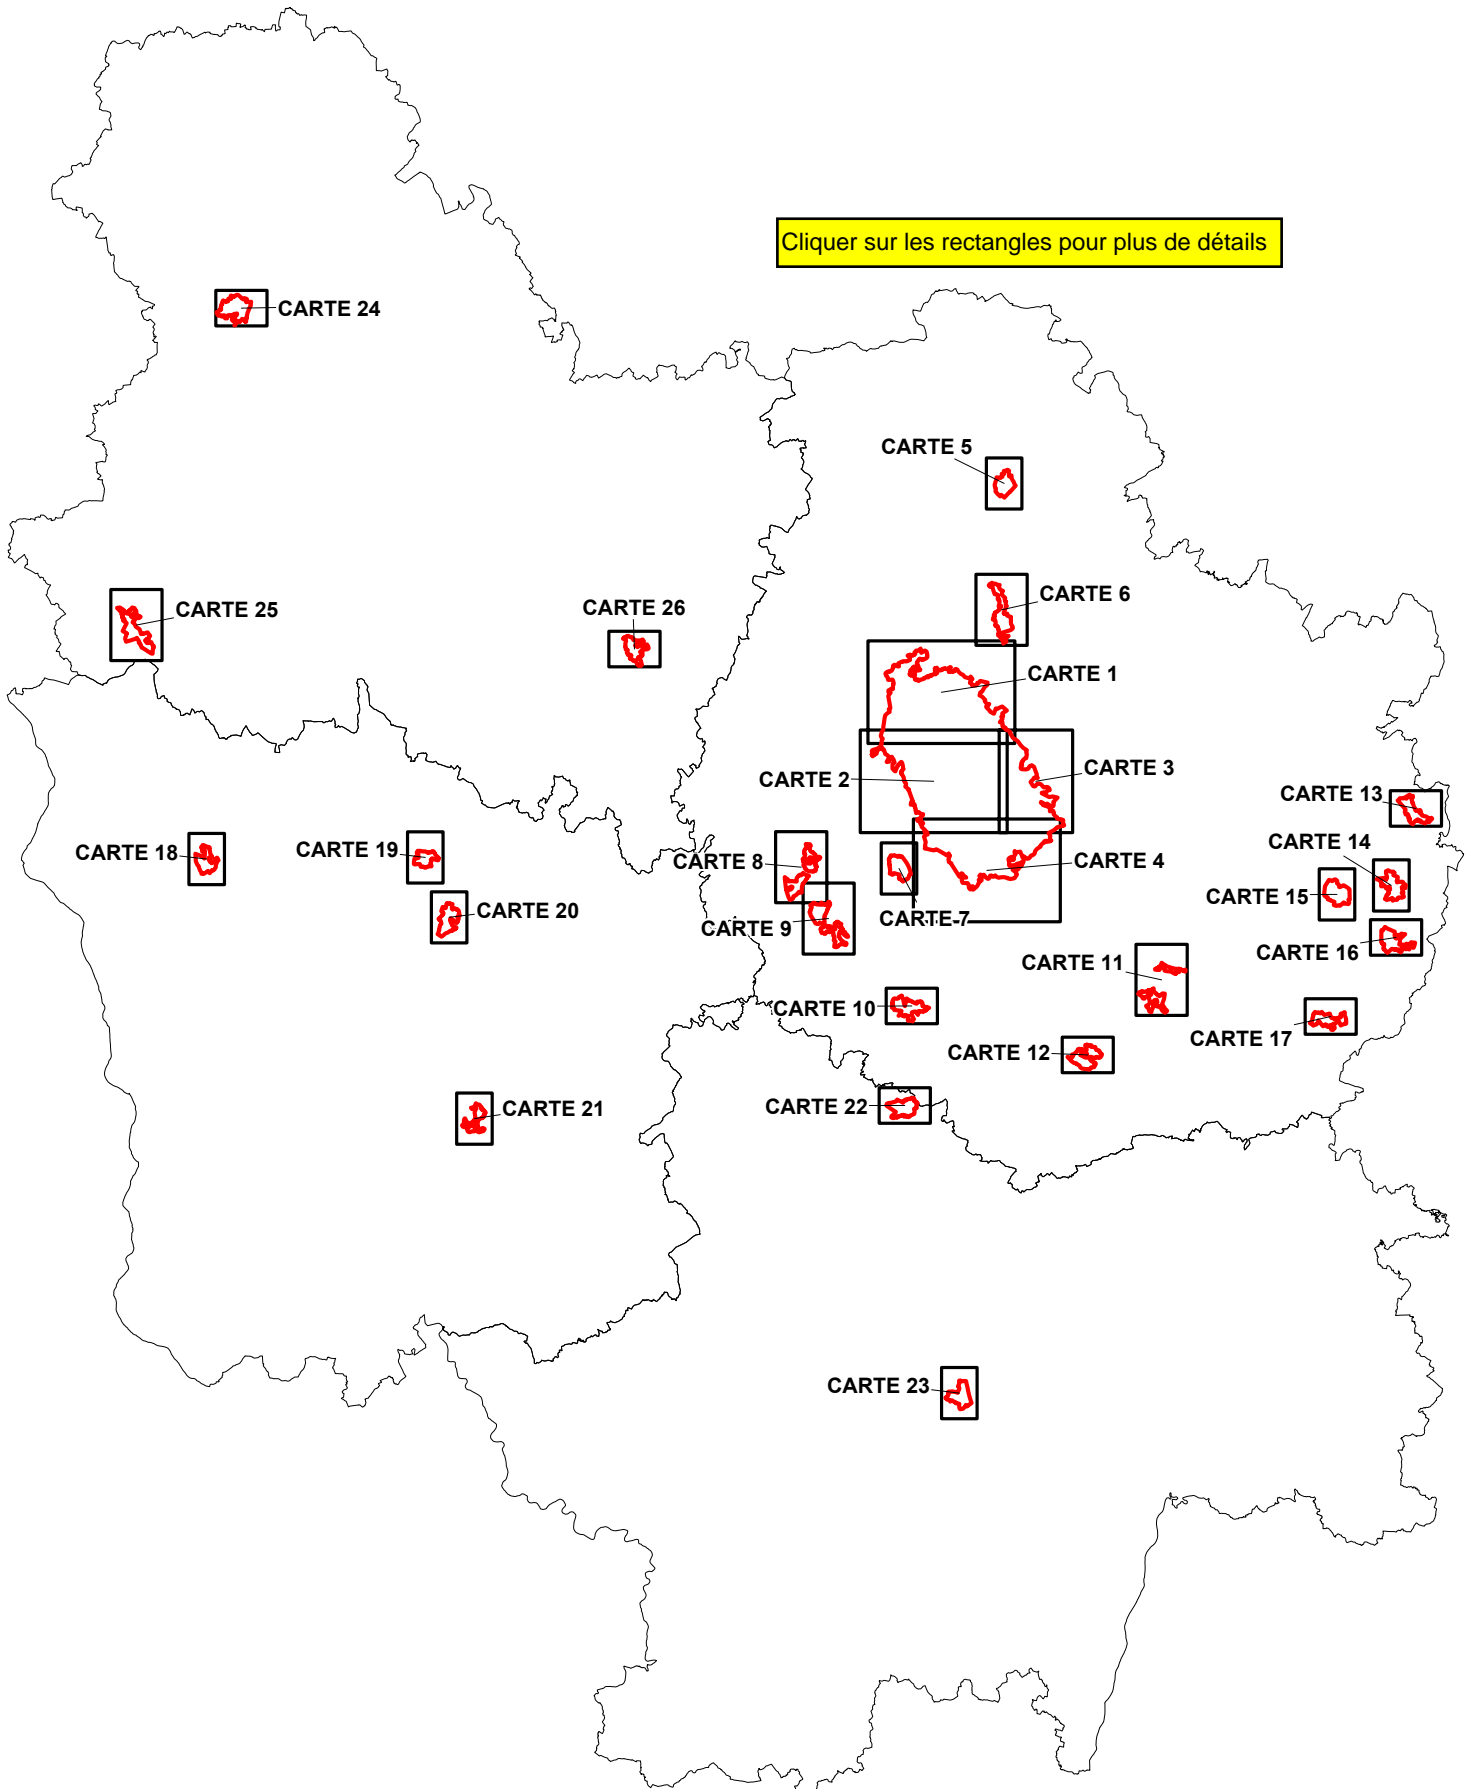 Cliquer sur les rectangles pour plus de détails
CARTE 24
CARTE 5
CARTE 6
CARTE 25
CARTE 26
CARTE 1
CARTE 2
CARTE 3
CARTE 13
CARTE 14
CARTE 18
CARTE 19
CARTE 8
CARTE 4
CARTE 15
CARTE 20
CARTE 7
CARTE 9
CARTE 16
CARTE 11
CARTE 10
CARTE 17
CARTE 12
CARTE 22
CARTE 21
CARTE 23